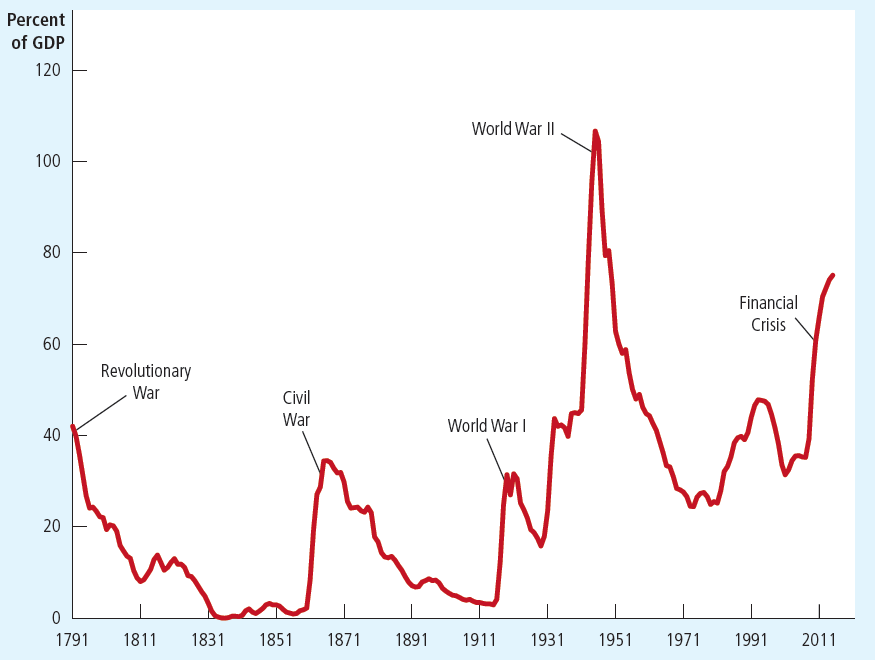 Percent
of GDP
120
100
80
60
40
20
0
World War II
Financial
Crisis
Revolutionary
War
Civil
War
World War I
1791 1811 1831 1851 1871 1891 1911 1931 1951 1971 1991 2011